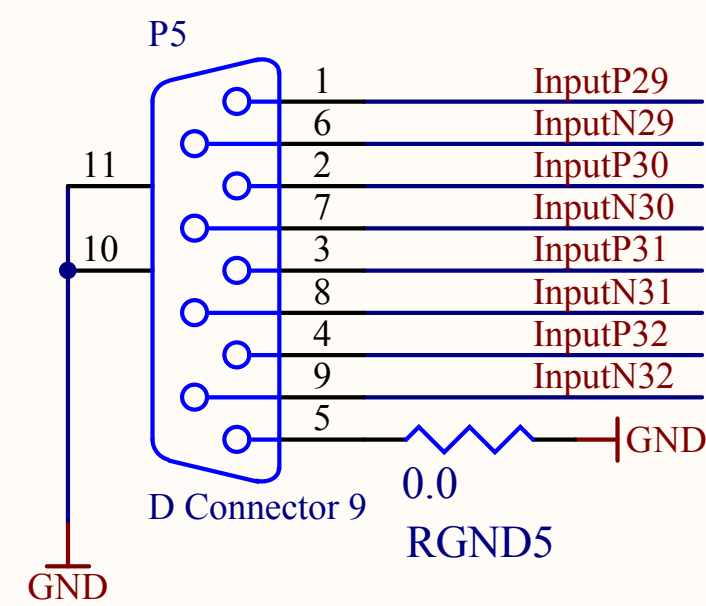 P5
1 InputP29
6 InputN29
11 2 InputP30
7 InputN30
10 3 InputP31
8 InputN31
4 InputP32
9 InputN32
5 GND
0.0
D Connector 9
RGND5
GND